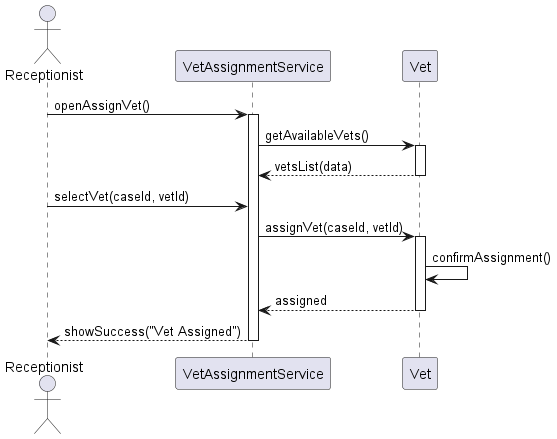 Receptionist
VetAssignmentService
Vet
openAssignVet()
getAvailableVets()
vetsList(data)
selectVet(caseId, vetId)
assignVet(caseId, vetId)
confirmAssignment()
assigned
showSuccess("Vet Assigned")
Receptionist
VetAssignmentService
Vet